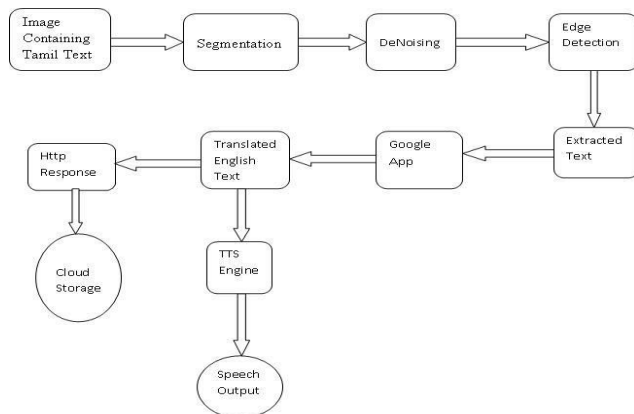 Image
Containing
Tamil Text
Segmentation
DeNoising
Edge
Detection
Http
Response
Translated
English
Text
Google
App
Extracted
Text
Cloud
Storage
TTS
Engine
Speech
Output